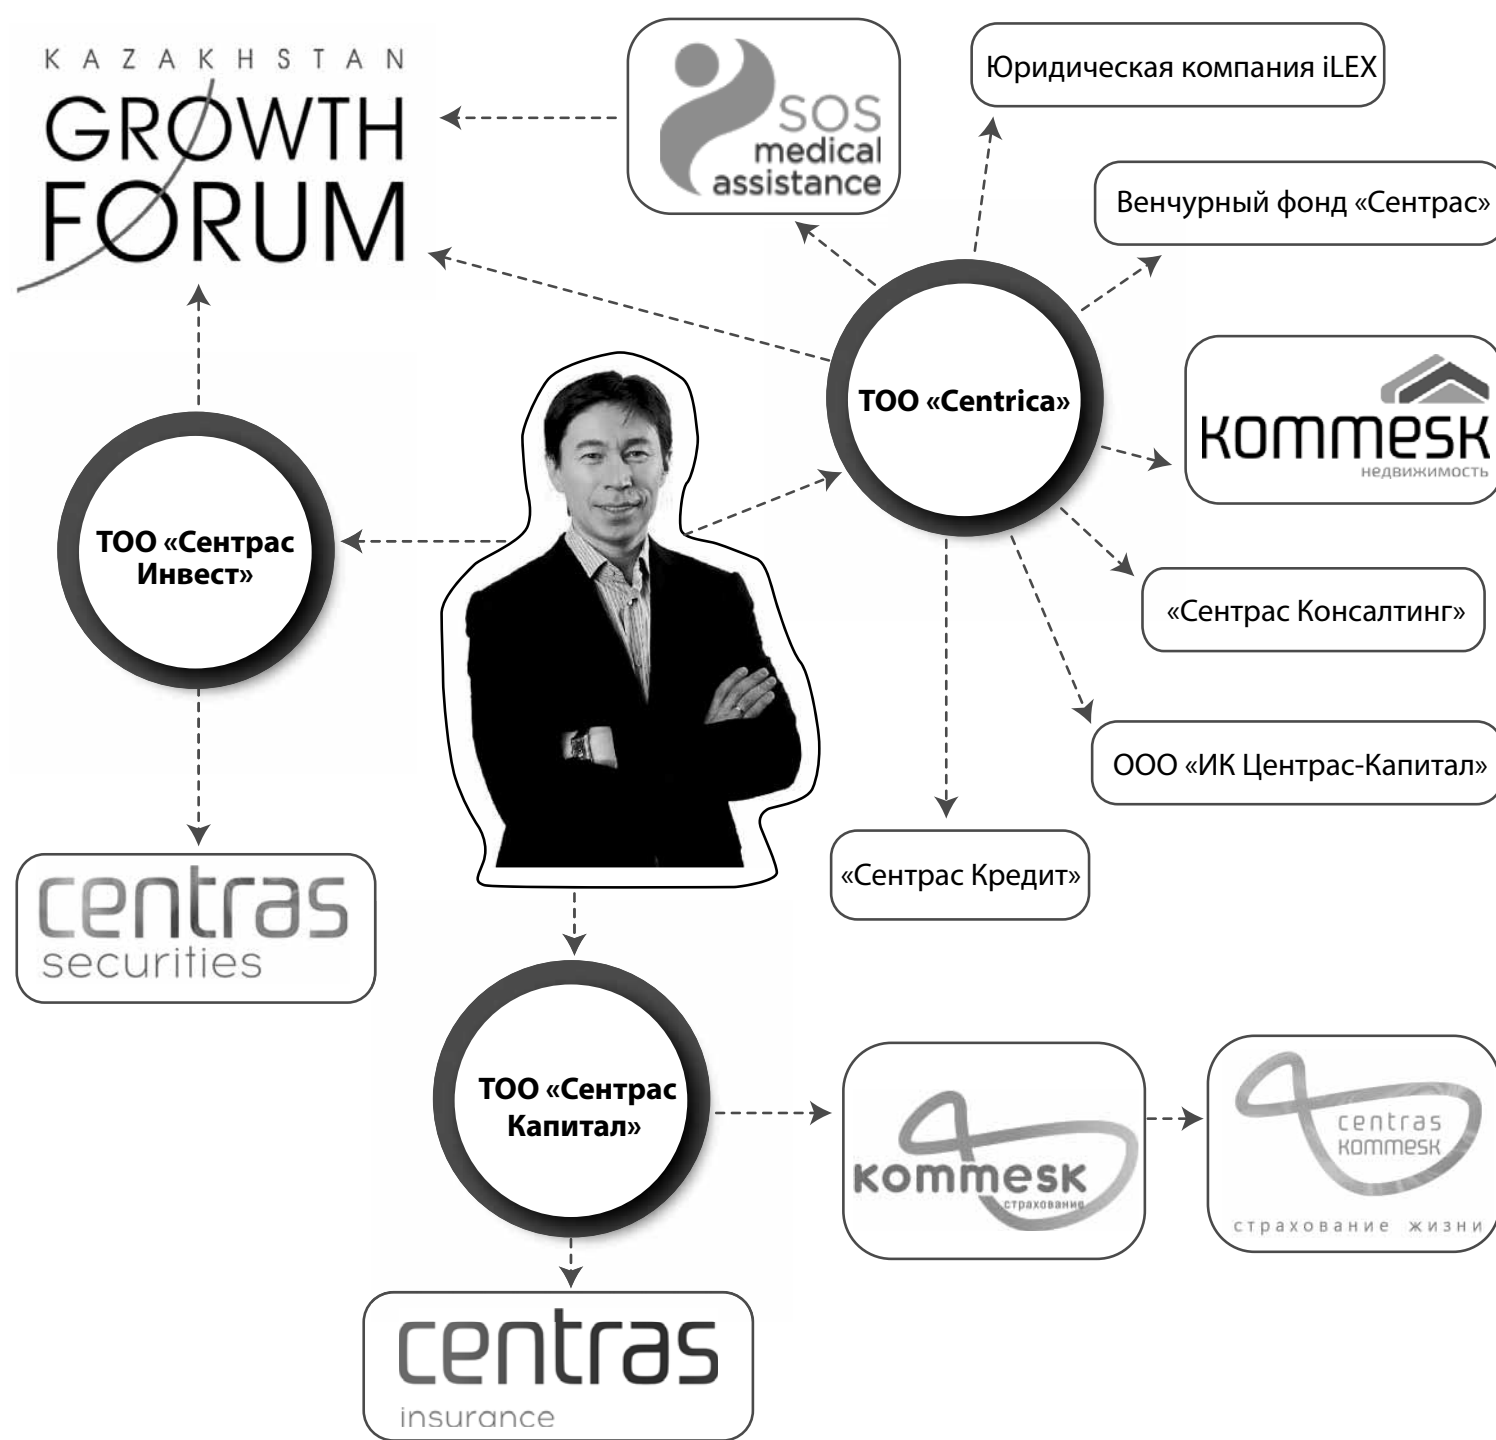 KAZAKHSTAN
GROWTH
FORUM
SOS
medical
assistance
Юридическая компания iLEX
Венчурный фонд «Сентрас»
ТОО «Centrica»
kommesk
недвижимость
ТОО «Сентрас
Инвест»
«Сентрас Консалтинг»
ООО «ИК Центрас-Капитал»
«Сентрас Кредит»
centras
securities
ТОО «Сентрас
Капитал»
kommesk
страхование
centras
kommesk
страхование жизни
centras
insurance